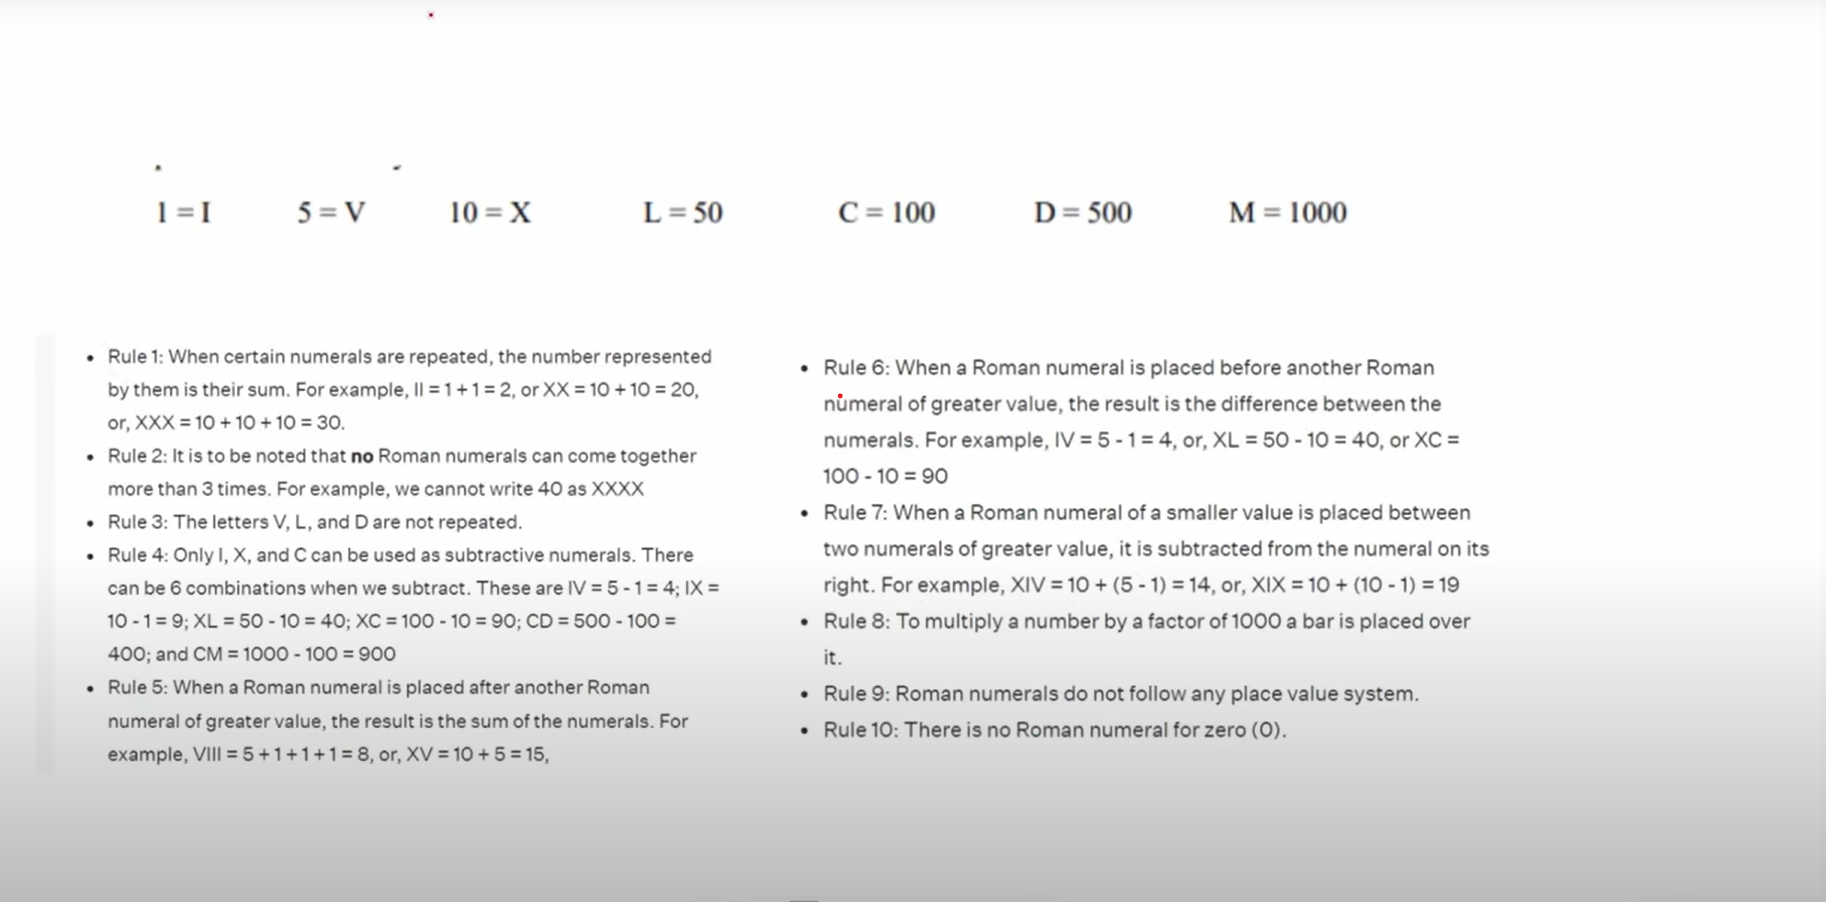 1 = I 5 = V 10 = X L = 50 C = 100 D = 500 M = 1000
• Rule 1: When certain numerals are repeated, the number represented
by them is their sum. For example, II = 1 + 1 = 2, or XX = 10 + 10 = 20,
or, XXX = 10 + 10 + 10 = 30.
• Rule 2: It is to be noted that no Roman numerals can come together
more than 3 times. For example, we cannot write 40 as XXXX
• Rule 3: The letters V, L, and D are not repeated.
• Rule 4: Only I, X, and C can be used as subtractive numerals. There
can be 6 combinations when we subtract. These are IV = 5 - 1 = 4; IX =
10 - 1 = 9; XL = 50 - 10 = 40; XC = 100 - 10 = 90; CD = 500 - 100 =
400; and CM = 1000 - 100 = 900
• Rule 5: When a Roman numeral is placed after another Roman
numeral of greater value, the result is the sum of the numerals. For
example, VIII = 5 + 1 + 1 + 1 = 8, or, XV = 10 + 5 = 15,
• Rule 6: When a Roman numeral is placed before another Roman
numeral of greater value, the result is the difference between the
numerals. For example, IV = 5 - 1 = 4, or, XL = 50 - 10 = 40, or XC =
100 - 10 = 90
• Rule 7: When a Roman numeral of a smaller value is placed between
two numerals of greater value, it is subtracted from the numeral on its
right. For example, XIV = 10 + (5 - 1) = 14, or, XIX = 10 + (10 - 1) = 19
• Rule 8: To multiply a number by a factor of 1000 a bar is placed over
it.
• Rule 9: Roman numerals do not follow any place value system.
• Rule 10: There is no Roman numeral for zero (0).